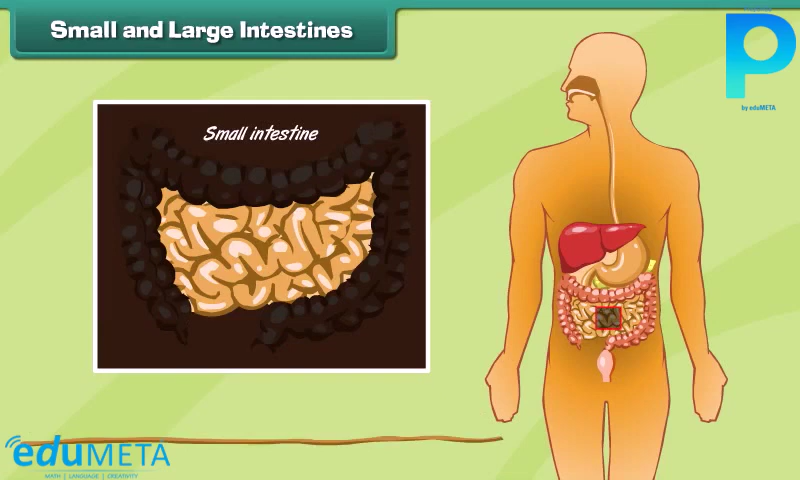 Small and Large Intestines
Small intestine
P
by eduMETA
eduMETA
MATH | LANGUAGE | CREATIVITY